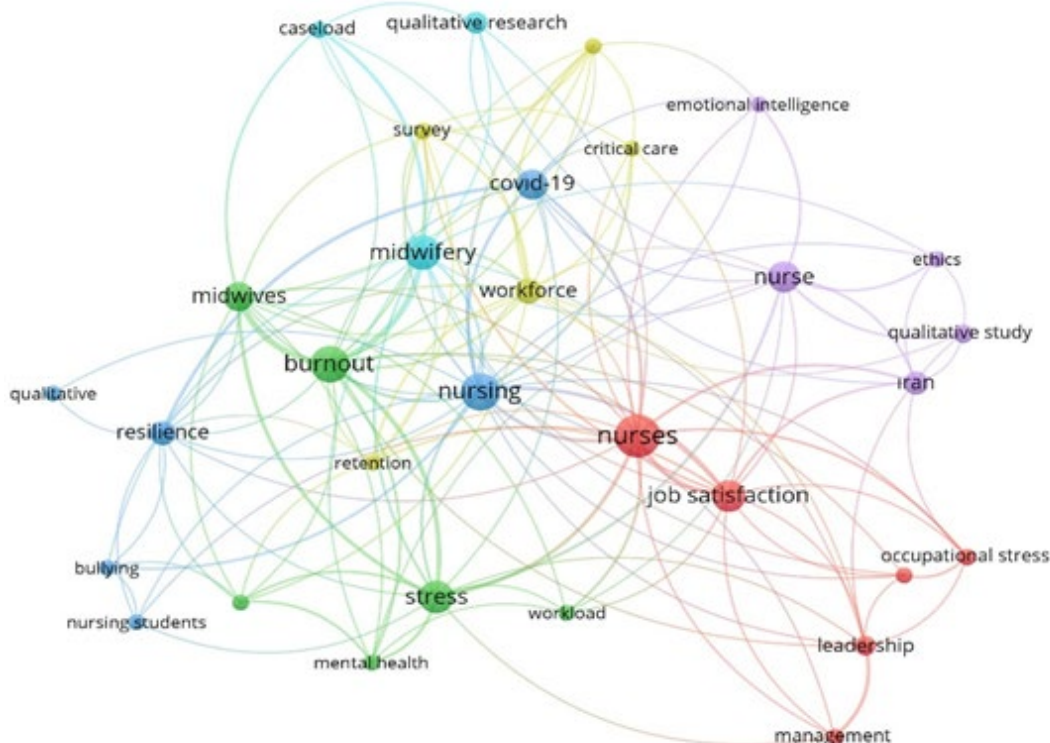 caseload
qualitative research
emotional intelligence
survey
critical care
covid-19
midwifery
nurse
ethics
workforce
midwives
qualitative study
burnout
iran
nursing
qualitative
resilience
nurses
retention
job satisfaction
occupational stress
bullying
stress
workload
nursing students
leadership
mental health
management